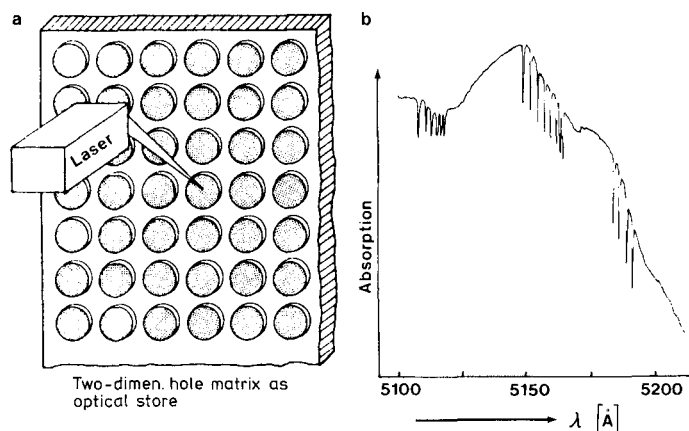 a
Laser
Two-dimen. hole matrix as
optical store
b
Absorption
5100 5150 5200
λ [Å]